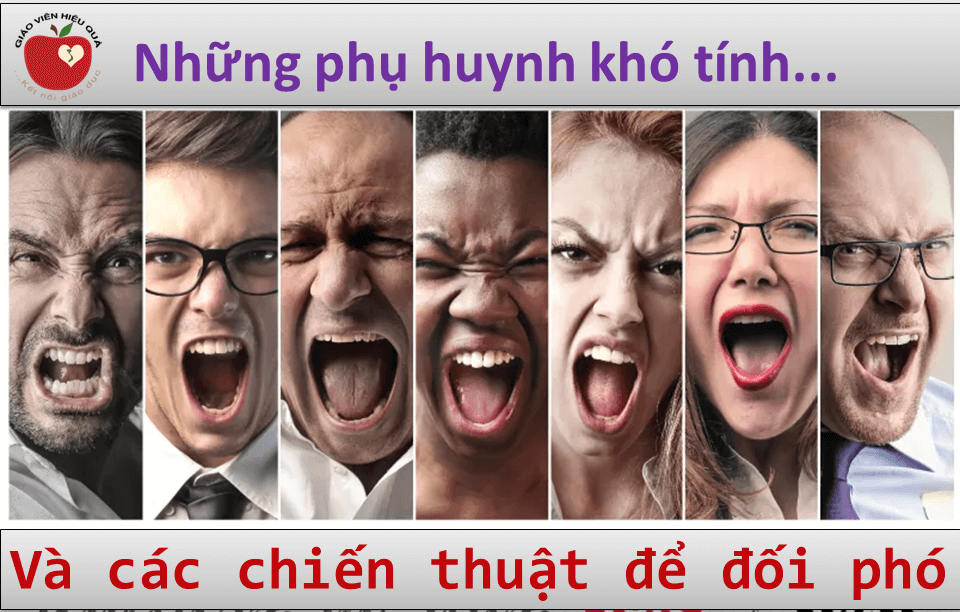 GIÁO VIÊN HIỆU QUẢ
...Kết nối giáo dục
Những phụ huynh khó tính...
Và các chiến thuật để đối phó